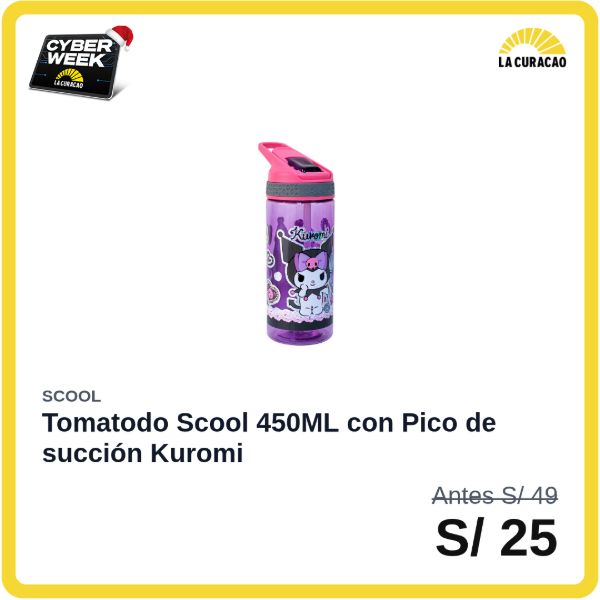 CYBER
WEEK
LA CURACAO
LA CURACAO
Kuromi
SCOOL
Tomatodo Scool 450ML con Pico de
succión Kuromi
Antes S/ 49
S/ 25